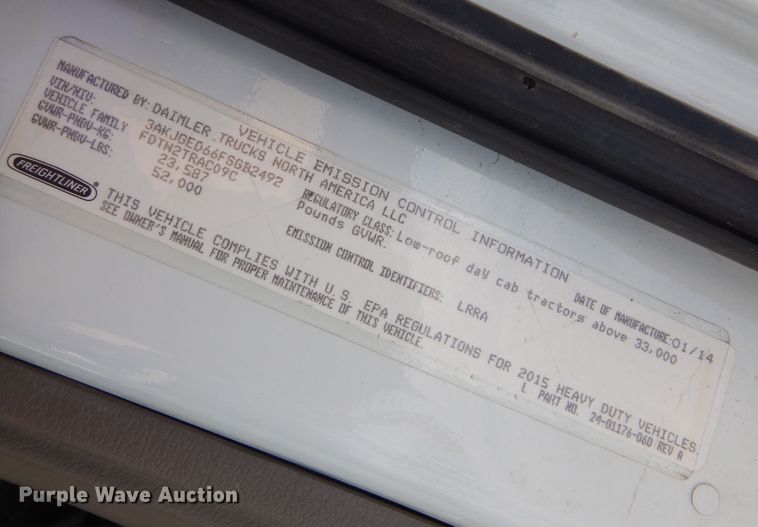 VEHICLE EMISSION CONTROL INFORMATION
MANUFACTURED BY: DAIMLER TRUCKS NORTH AMERICA LLC
DATE OF MANUFACTURE: 01/14
VIN/NIV: 3AKJGED66FSGB2492
REGULATORY CLASS: Low-roof day cab tractors above 33,000
Pounds GVWR.
VEHICLE FAMILY FDTN2TRAC09C
GVWR-PNBV-KG: 23,587
EMISSION CONTROL IDENTIFIERS: LRRA
GVWR-PNBV-LBS: 52,000
FREIGHTLINER
THIS VEHICLE COMPLIES WITH U.S. EPA REGULATIONS FOR 2015 HEAVY DUTY VEHICLES.
SEE OWNER'S MANUAL FOR PROPER MAINTENANCE OF THIS VEHICLE.
L PART NO. 24-01176-060 REV A
Purple Wave Auction